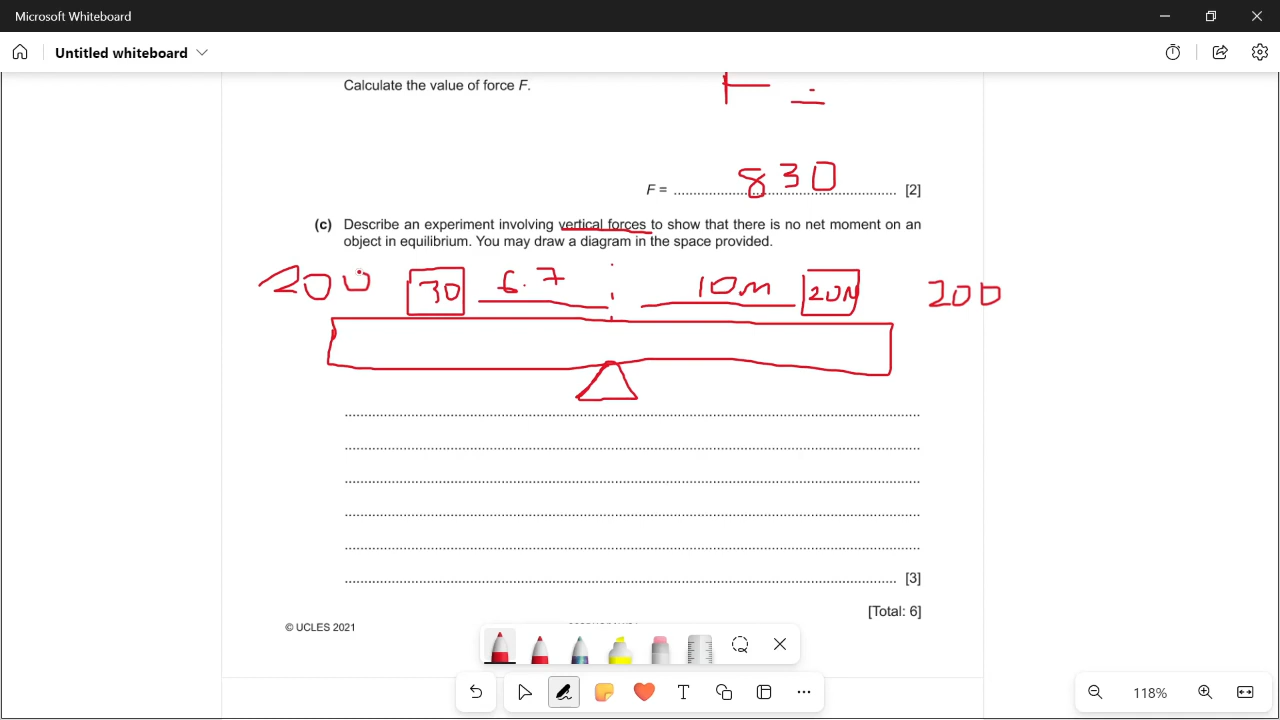 Microsoft Whiteboard
Untitled whiteboard
Calculate the value of force F.
F = .......... 830 .......... [2]
(c) Describe an experiment involving vertical forces to show that there is no net moment on an
object in equilibrium. You may draw a diagram in the space provided.
200 30 6.7 10m 20N 200
[3]
[Total: 6]
© UCLES 2021
118%